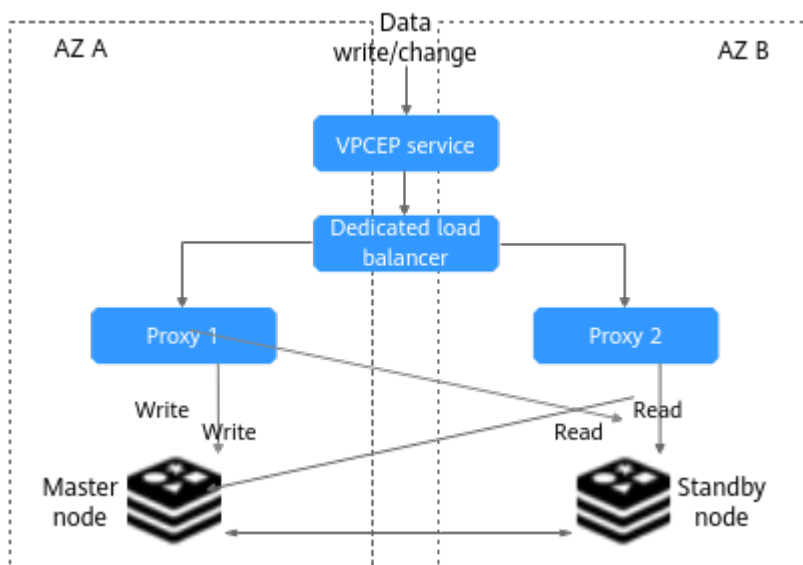 Data
write/change
AZ A
AZ B
VPCEP service
Dedicated load
balancer
Proxy 1
Proxy 2
Write
Read
Write
Read
Master
node
Standby
node